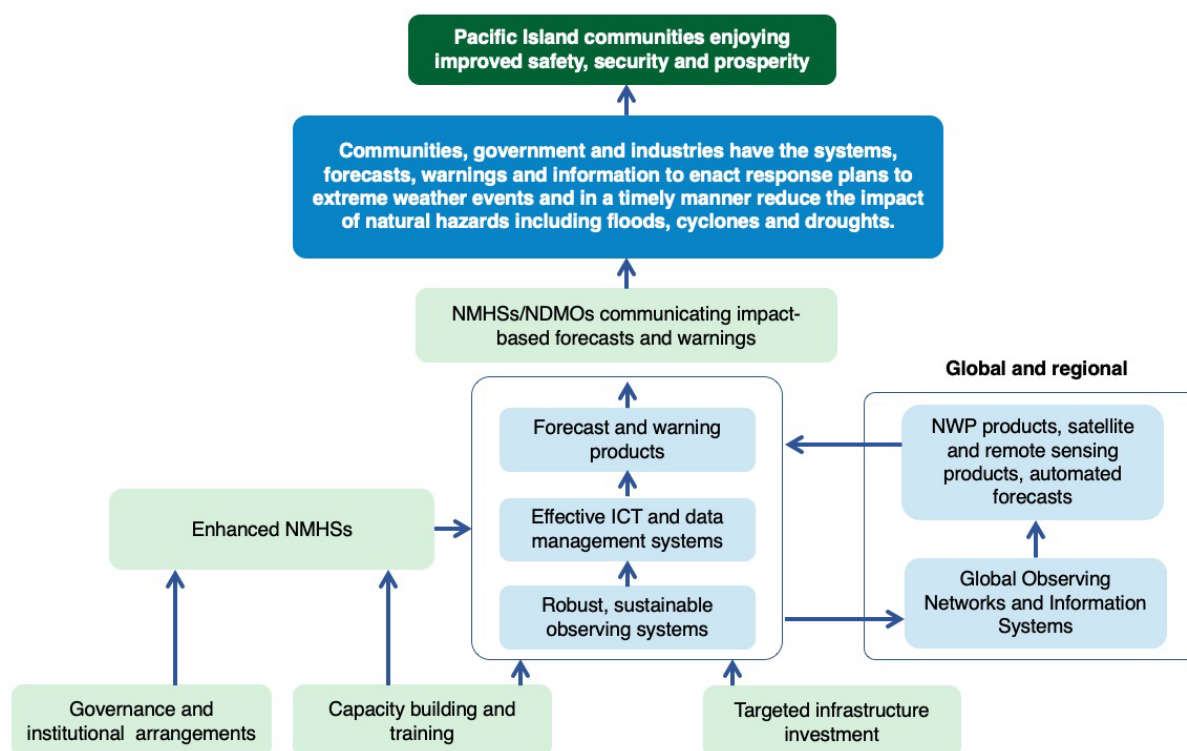 Pacific Island communities enjoying
improved safety, security and prosperity
Communities, government and industries have the systems,
forecasts, warnings and information to enact response plans to
extreme weather events and in a timely manner reduce the impact
of natural hazards including floods, cyclones and droughts.
NMHSs/NDMOs communicating impact-
based forecasts and warnings
Global and regional
Forecast and warning
products
NWP products, satellite
and remote sensing
products, automated
forecasts
Enhanced NMHSs
Effective ICT and data
management systems
Robust, sustainable
observing systems
Global Observing
Networks and Information
Systems
Governance and
institutional arrangements
Capacity building and
training
Targeted infrastructure
investment